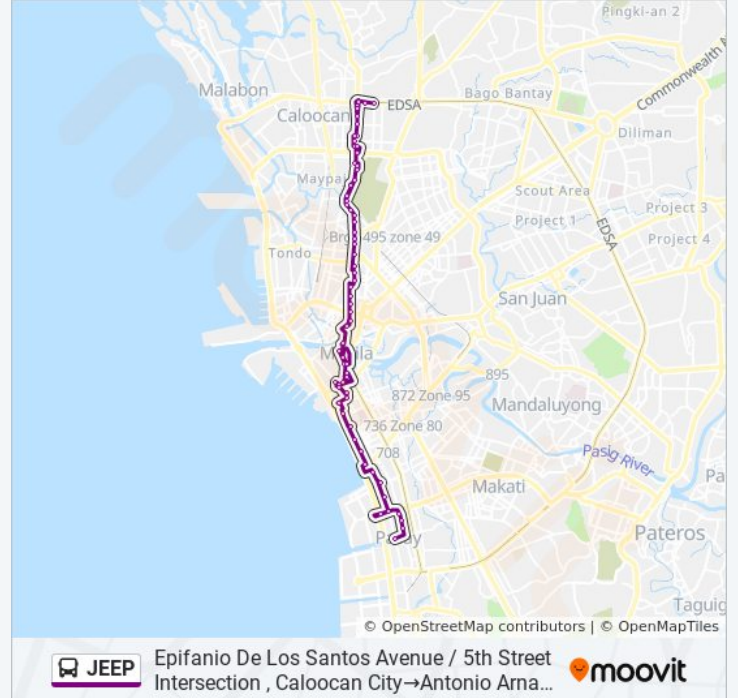 Pingki-an 2
Malabon
Bago Bantay
Commonwealth A
EDSA
Caloocan
Diliman
Maypa
Scout Area
Project 3
Project 1
EDSA
Brg 495 zone 49
Project 4
Tondo
San Juan
Manila
895
872 Zone 95
Mandaluyong
736 Zone 80
708
Pasig River
Makati
Pa
Pasay
Pateros
Taguig
© OpenStreetMap contributors | © OpenMapTiles
JEEP
Epifanio De Los Santos Avenue / 5th Street
Intersection , Caloocan City→Antonio Arna…
moovit